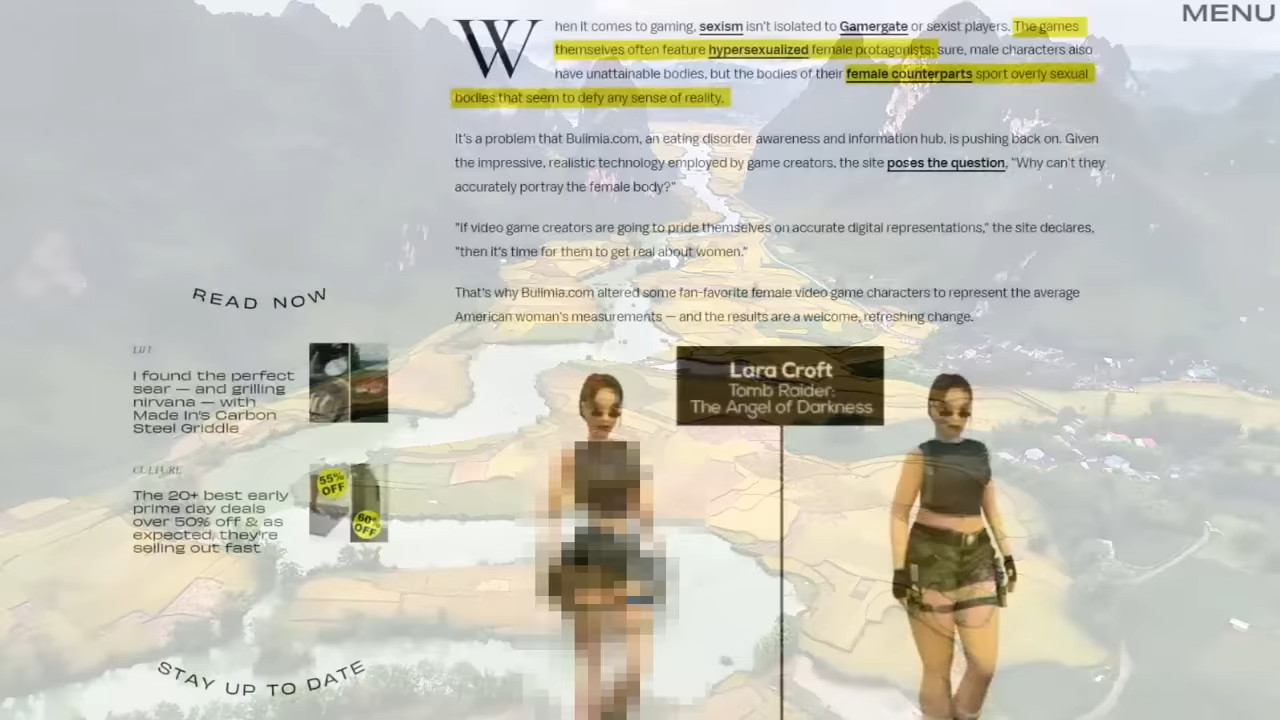 MENU
When it comes to gaming, sexism isn't isolated to Gamergate or sexist players. The games
themselves often feature hypersexualized female protagonists; sure, male characters also
have unattainable bodies, but the bodies of their female counterparts sport overly sexual
bodies that seem to defy any sense of reality.
It's a problem that Bulimia.com, an eating disorder awareness and information hub, is pushing back on. Given
the impressive, realistic technology employed by game creators, the site poses the question, "Why can't they
accurately portray the female body?"
"If video game creators are going to pride themselves on accurate digital representations," the site declares,
"then it's time for them to get real about women."
That's why Bulimia.com altered some fan-favorite female video game characters to represent the average
American woman's measurements — and the results are a welcome, refreshing change.
READ NOW
LIFE
I found the perfect
sear — and grilling
nirvana — with
Made In's Carbon
Steel Griddle
CULTURE
The 20+ best early
prime day deals
over 50% off & as
expected, they're
selling out fast
55%
OFF
60%
OFF
STAY UP TO DATE
Lara Croft
Tomb Raider:
The Angel of Darkness